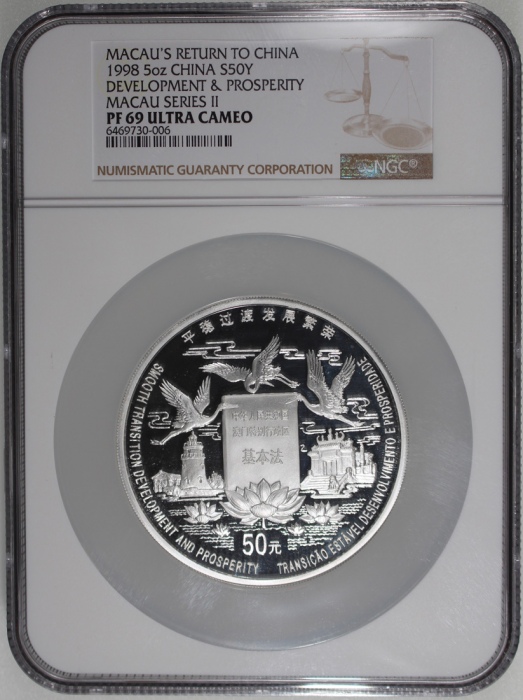 MACAU'S RETURN TO CHINA
1998 5oz CHINA S50Y
DEVELOPMENT & PROSPERITY
MACAU SERIES II
PF 69 ULTRA CAMEO
6469730-006
NUMISMATIC GUARANTY CORPORATION
NGC®
平稳过渡发展繁荣
基本法
50元
SMOOTH TRANSITION DEVELOPMENT AND PROSPERITY
TRANSIÇÃO ESTÁVEL DESENVOLVIMENTO E PROSPERIDADE